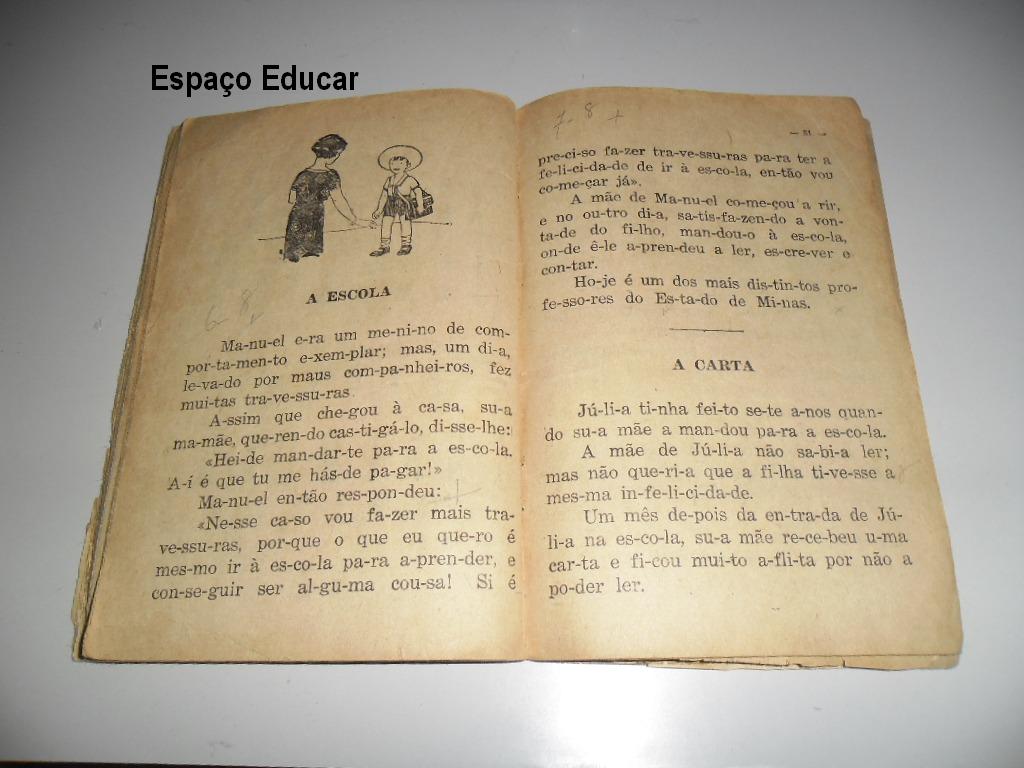 Espaço Educar
6 - 8
A ESCOLA
Ma-nu-el e-ra um me-ni-no de com-
por-ta-men-to e-xem-plar; mas, um di-a,
le-va-do por maus com-pa-nhei-ros, fez
mui-tas tra-ve-ssu-ras.
A-ssim que che-gou à ca-sa, su-a
ma-mãe, que-ren-do cas-ti-gá-lo, di-sse-lhe:
«Hei-de man-dar-te pa-ra a es-co-la.
A-í é que tu me hás-de pa-gar!»
Ma-nu-el en-tão res-pon-deu:
«Ne-sse ca-so vou fa-zer mais tra-
ve-ssu-ras, por-que o que eu que-ro é
mes-mo ir à es-co-la pa-ra a-pren-der, e
con-se-guir ser al-gu-ma cou-sa! Si é
7 - 8 +
— 51 —
pre-ci-so fa-zer tra-ve-ssu-ras pa-ra ter a
fe-li-ci-da-de de ir à es-co-la, en-tão vou
co-me-çar já».
A mãe de Ma-nu-el co-me-çou a rir,
e no ou-tro di-a, sa-tis-fa-zen-do a von-
ta-de do fi-lho, man-dou-o à es-co-la,
on-de ê-le a-pren-deu a ler, es-cre-ver e
con-tar.
Ho-je é um dos mais dis-tin-tos pro-
fe-sso-res do Es-ta-do de Mi-nas.
A CARTA
Jú-li-a ti-nha fei-to se-te a-nos quan-
do su-a mãe a man-dou pa-ra a es-co-la.
A mãe de Jú-li-a não sa-bi-a ler;
mas não que-ri-a que a fi-lha ti-ve-sse a
mes-ma in-fe-li-ci-da-de.
Um mês de-pois da en-tra-da de Jú-
li-a na es-co-la, su-a mãe re-ce-beu u-ma
car-ta e fi-cou mui-to a-fli-ta por não a
po-der ler.